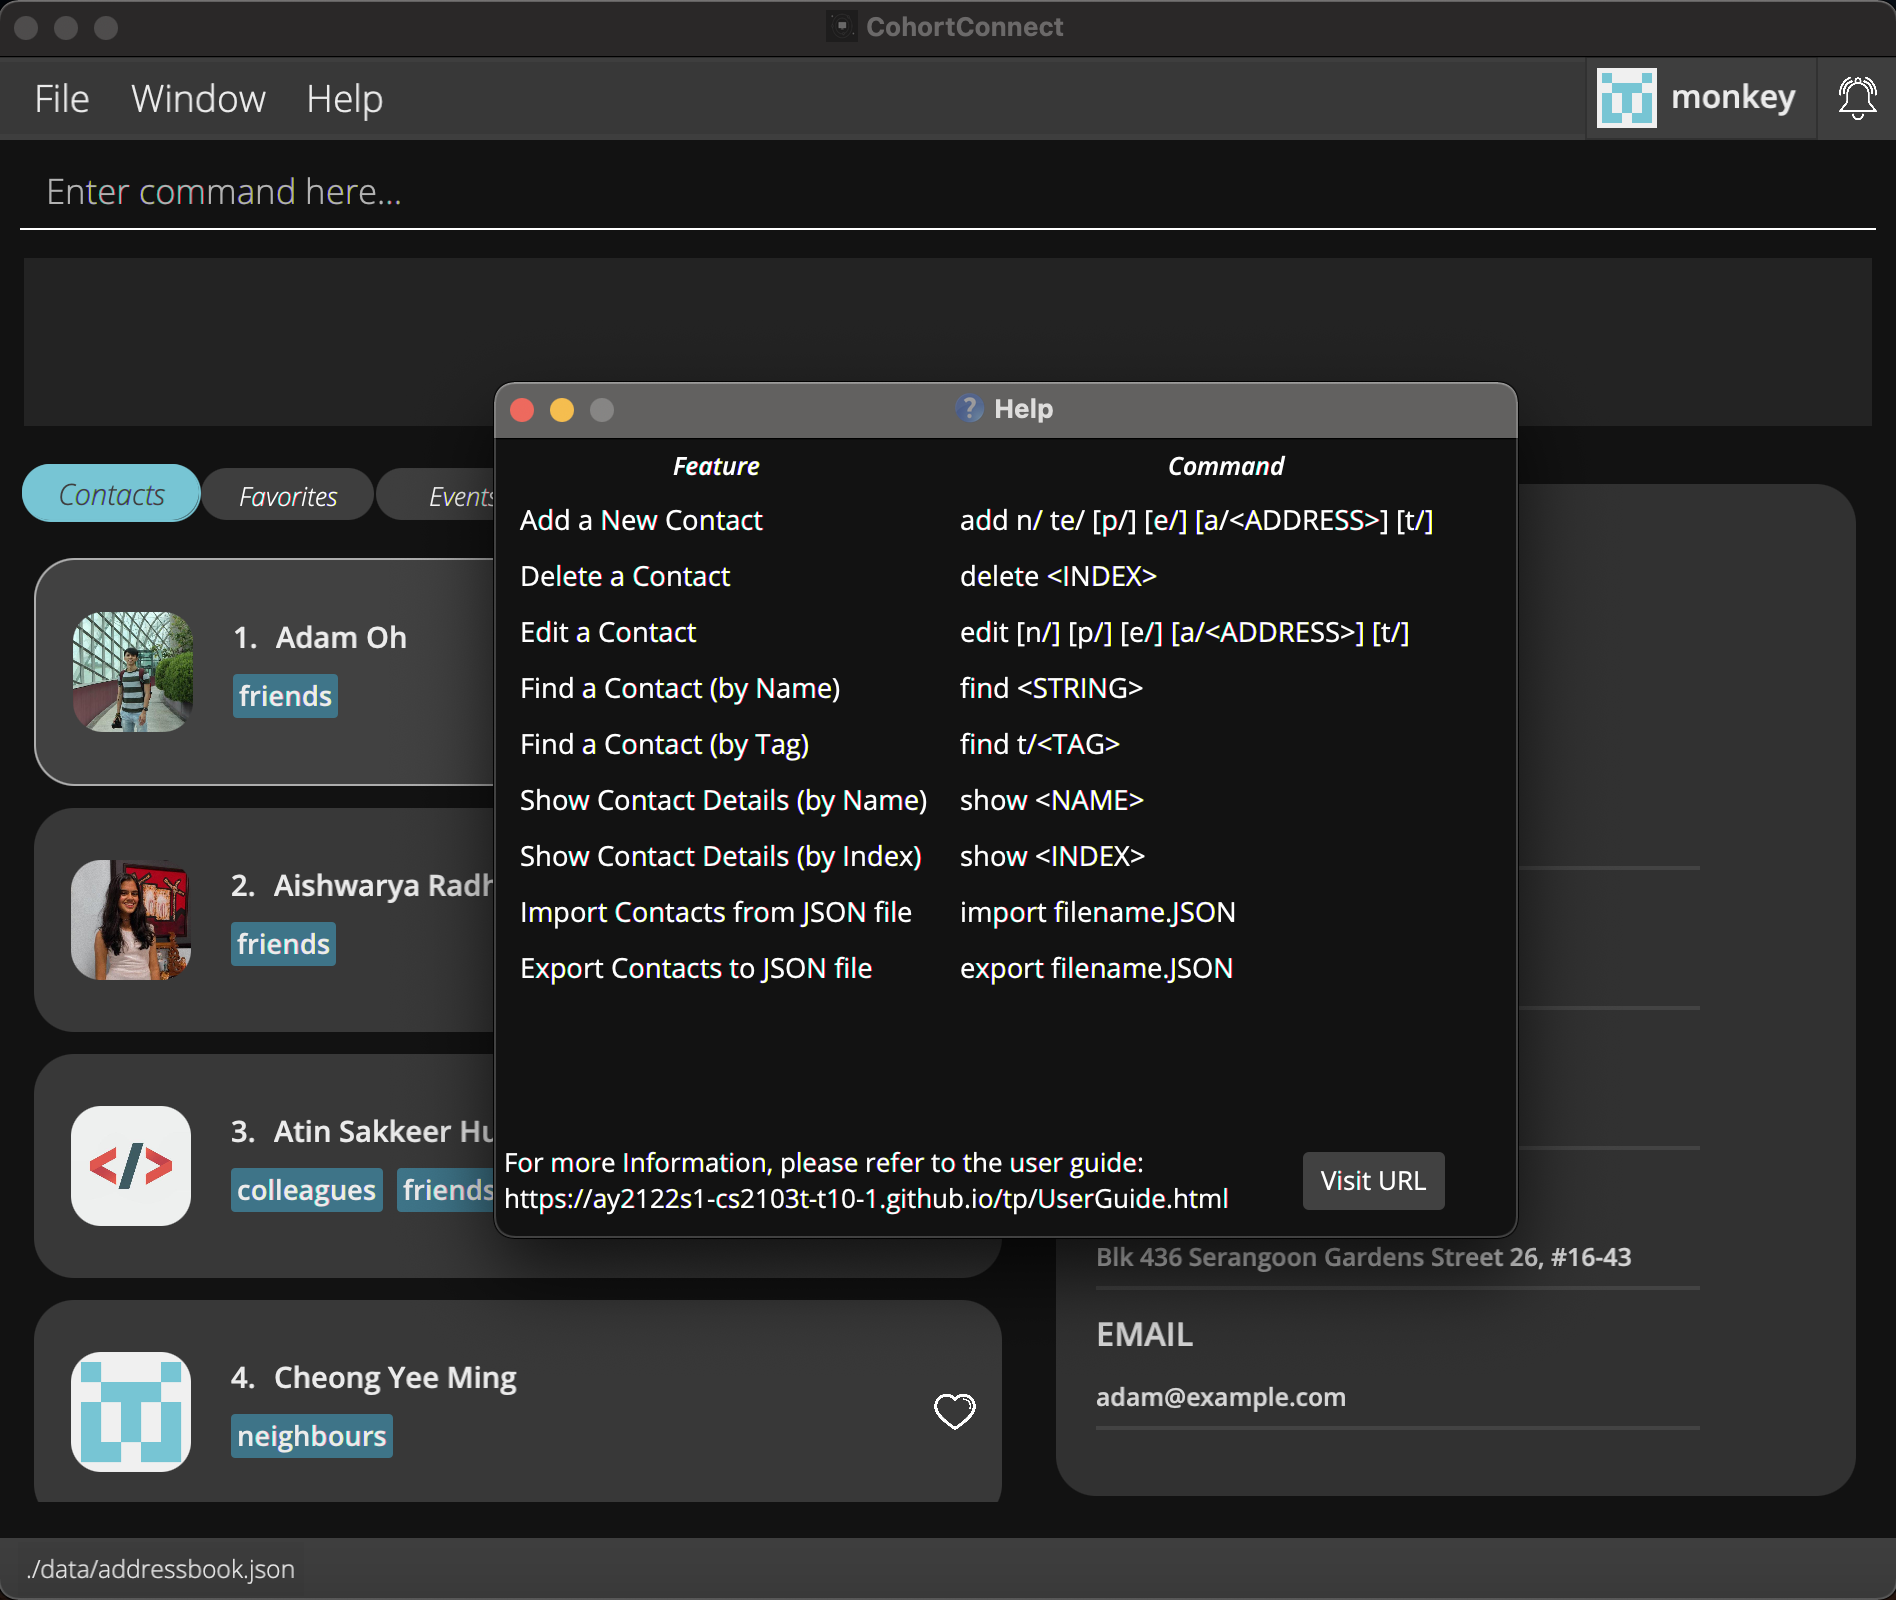 CohortConnect
File Window Help
monkey
Enter command here...
Help
Feature Command
Add a New Contact add n/ te/ [p/] [e/] [a/<ADDRESS>] [t/]
Delete a Contact delete <INDEX>
Edit a Contact edit [n/] [p/] [e/] [a/<ADDRESS>] [t/]
Find a Contact (by Name) find <STRING>
Find a Contact (by Tag) find t/<TAG>
Show Contact Details (by Name) show <NAME>
Show Contact Details (by Index) show <INDEX>
Import Contacts from JSON file import filename.JSON
Export Contacts to JSON file export filename.JSON
For more Information, please refer to the user guide:
https://ay2122s1-cs2103t-t10-1.github.io/tp/UserGuide.html
Visit URL
Contacts Favorites Events
1. Adam Oh
friends
2. Aishwarya
friends
3. Atin Sakkeer
colleagues friends
4. Cheong Yee Ming
neighbours
Blk 436 Serangoon Gardens Street 26, #16-43
EMAIL
adam@example.com
./data/addressbook.json